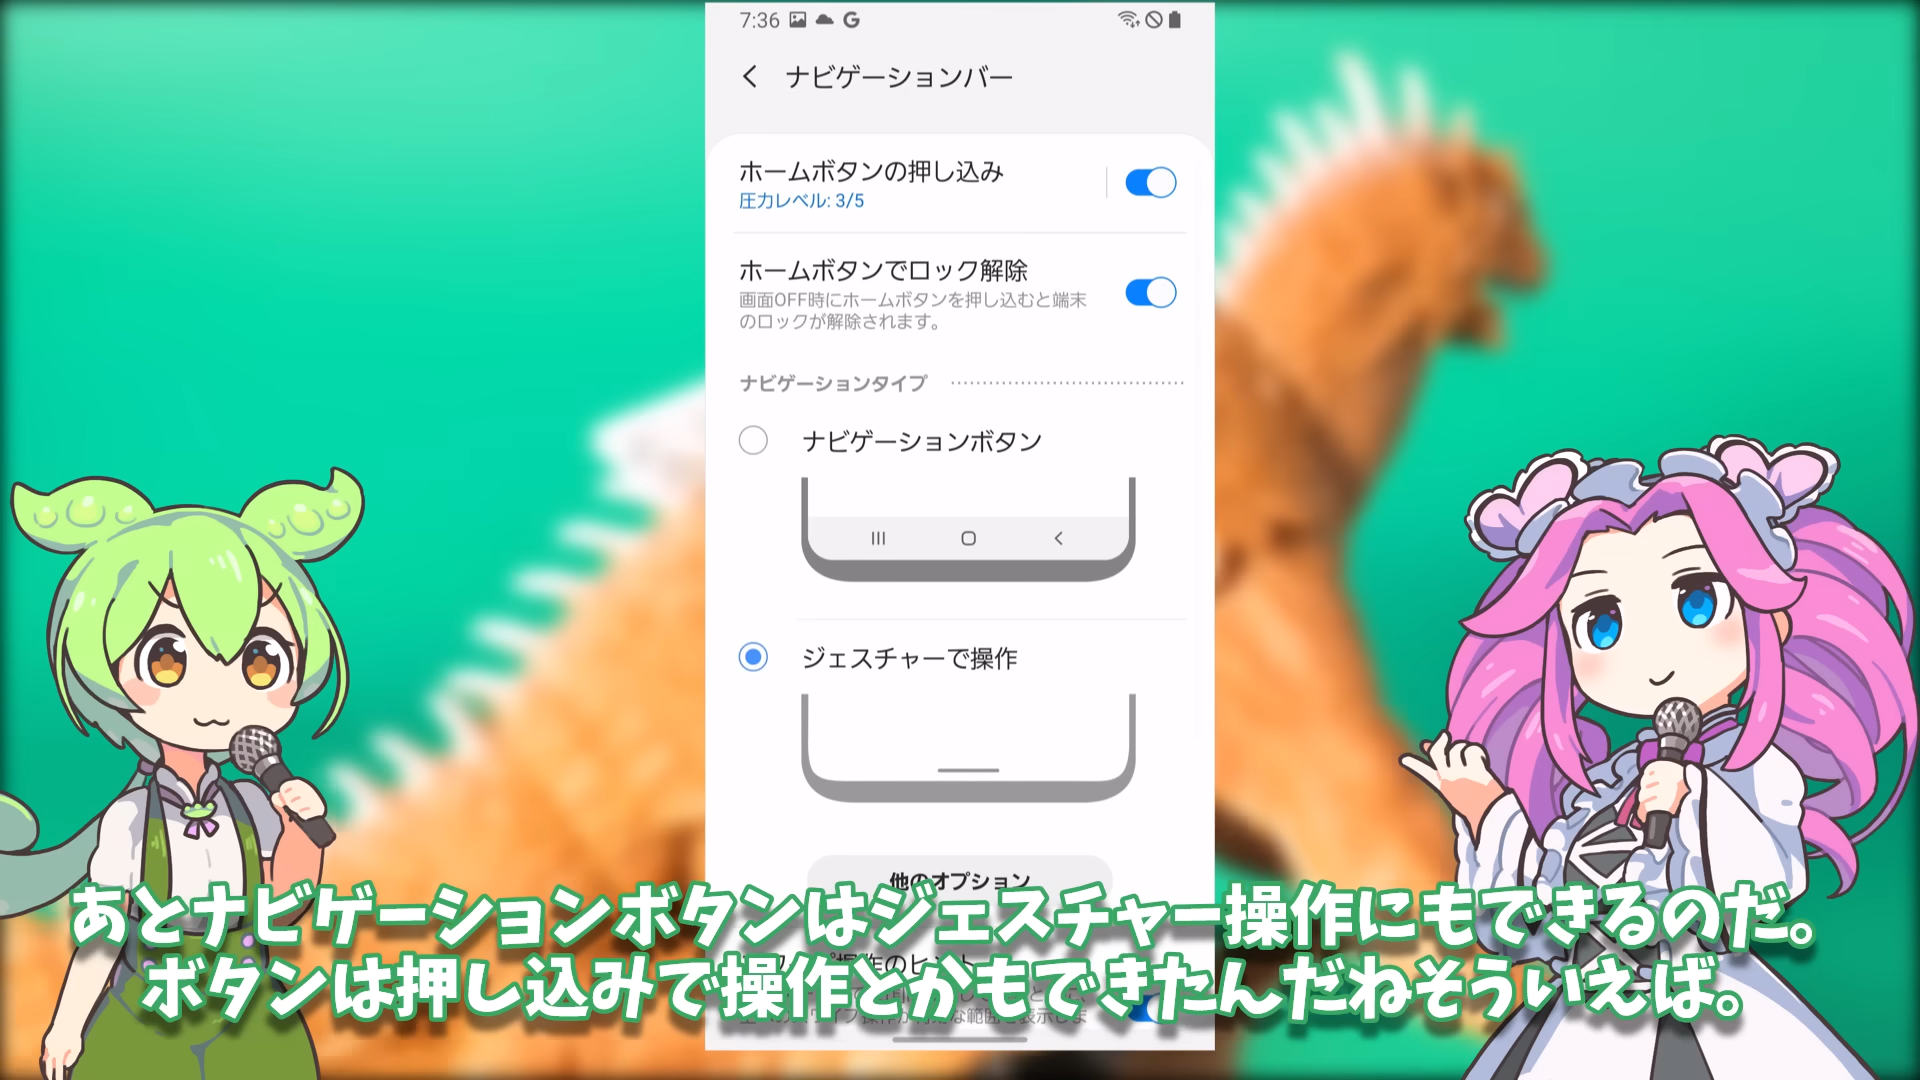 7:36
ナビゲーションバー
ホームボタンの押し込み
圧力レベル: 3/5
ホームボタンでロック解除
画面OFF時にホームボタンを押し込むと端末
のロックが解除されます。
ナビゲーションタイプ
ナビゲーションボタン
ジェスチャーで操作
他のオプション
あとナビゲーションボタンはジェスチャー操作にもできるのだ。
ボタンは押し込みで操作とかもできたんだねそういえば。